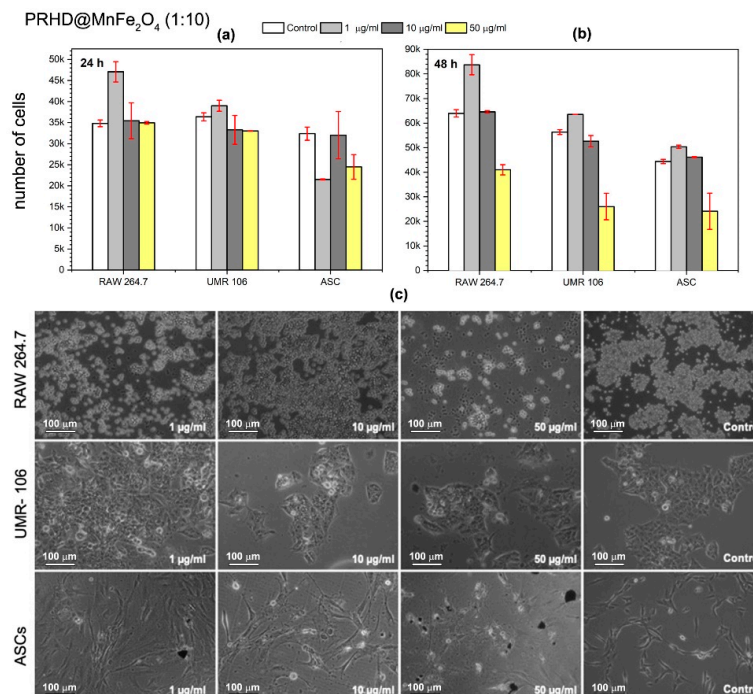 PRHD@MnFe₂O₄ (1:10)
Control 1 µg/ml 10 µg/ml 50 µg/ml
(a) (b)
24 h
48 h
number of cells
50k
45k
40k
35k
30k
25k
20k
15k
10k
5k
0
RAW 264.7 UMR 106 ASC
90k
80k
70k
60k
50k
40k
30k
20k
10k
0
RAW 264.7 UMR 106 ASC
(c)
RAW 264.7
100 µm 1 µg/ml
100 µm 10 µg/ml
100 µm 50 µg/ml
100 µm Contr
UMR- 106
100 µm 1 µg/ml
100 µm 10 µg/ml
100 µm 50 µg/ml
100 µm Contr
ASCs
100 µm 1 µg/ml
100 µm 10 µg/ml
100 µm 50 µg/ml
100 µm Contr